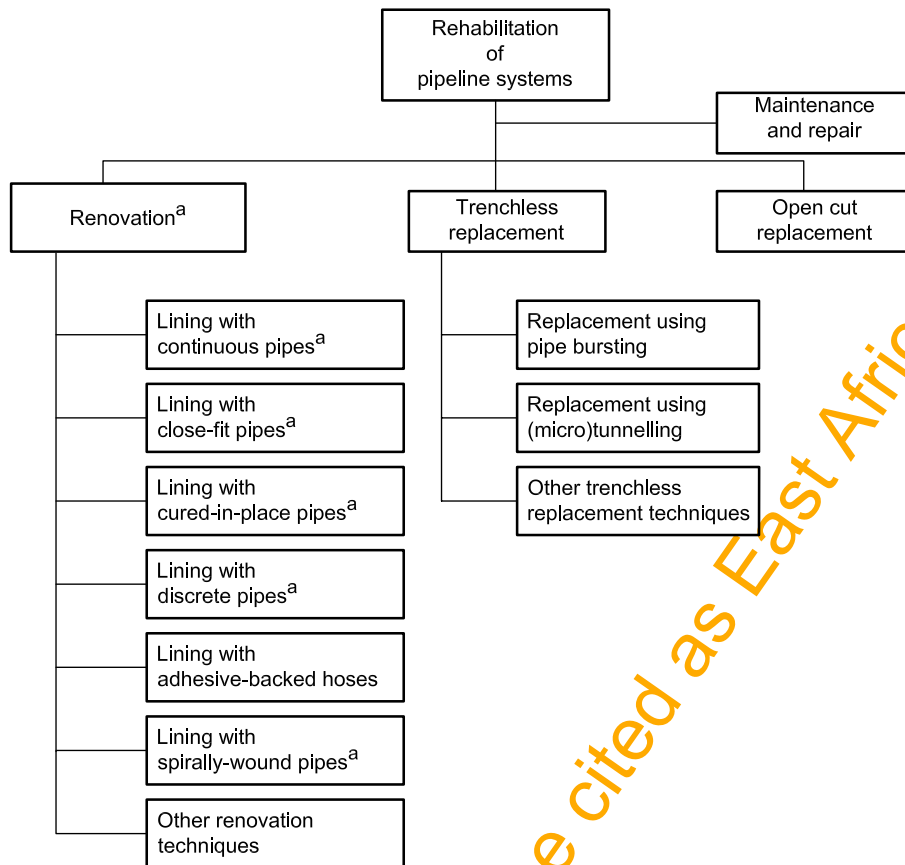 Rehabilitation
of
pipeline systems
Maintenance
and repair
Renovationa
Trenchless
replacement
Open cut
replacement
Lining with
continuous pipesa
Lining with
close-fit pipesa
Lining with
cured-in-place pipesa
Lining with
discrete pipesa
Lining with
adhesive-backed hoses
Lining with
spirally-wound pipesa
Other renovation
techniques
Replacement using
pipe bursting
Replacement using
(micro)tunnelling
Other trenchless
replacement techniques
cited as East